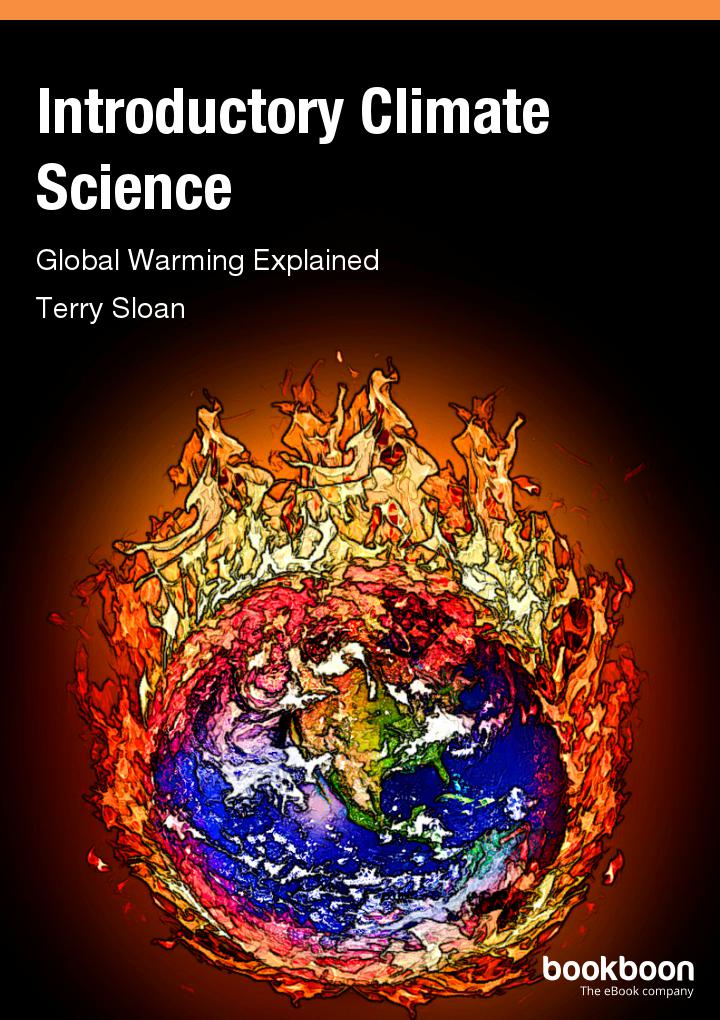 Introductory Climate
Science
Global Warming Explained
Terry Sloan
bookboon
The eBook company